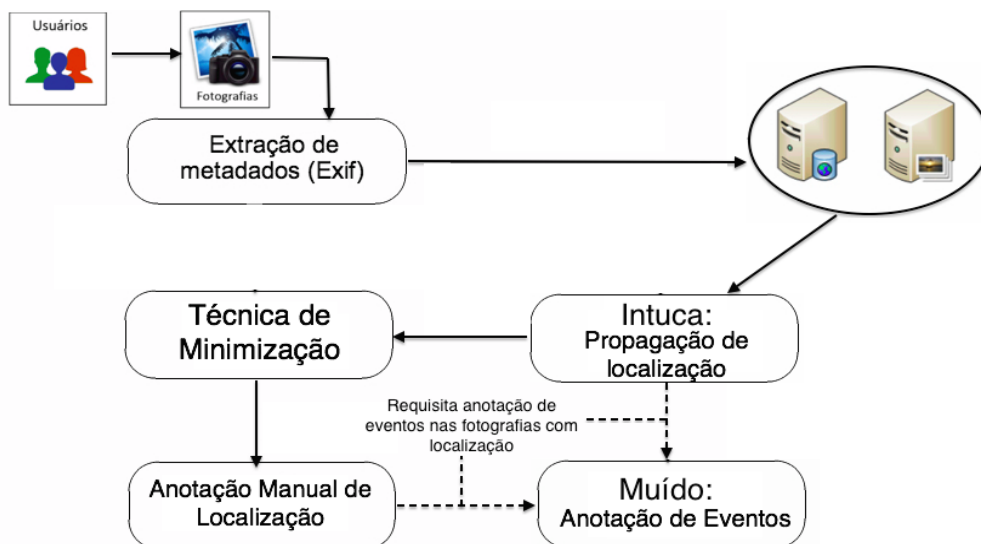 Usuários
Fotografias
Extração de
metadados (Exif)
Técnica de
Minimização
Intuca:
Propagação de
localização
Requisita anotação de
eventos nas fotografias com
localização
Anotação Manual de
Localização
Muído:
Anotação de Eventos